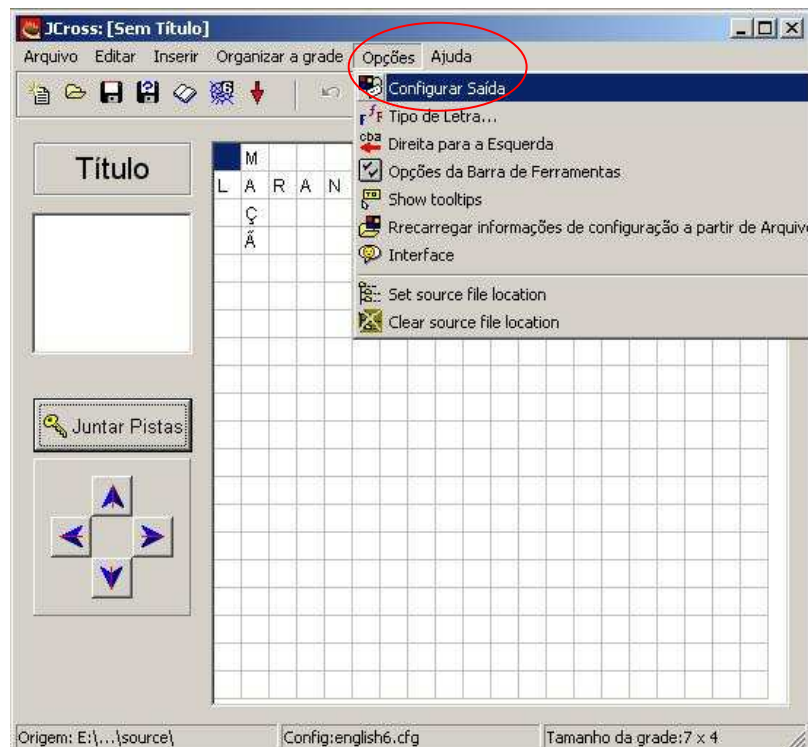 JCross: [Sem Título]
Arquivo Editar Inserir Organizar a grade Opções Ajuda
Configurar Saída
Tipo de Letra...
Direita para a Esquerda
Opções da Barra de Ferramentas
Show tooltips
Rrecarregar informações de configuração a partir de Arquivo
Interface
Set source file location
Clear source file location
Título
M
L A R A N
Ç
Ã
Juntar Pistas
Origem: E:\...\source\ Config:english6.cfg Tamanho da grade:7 x 4